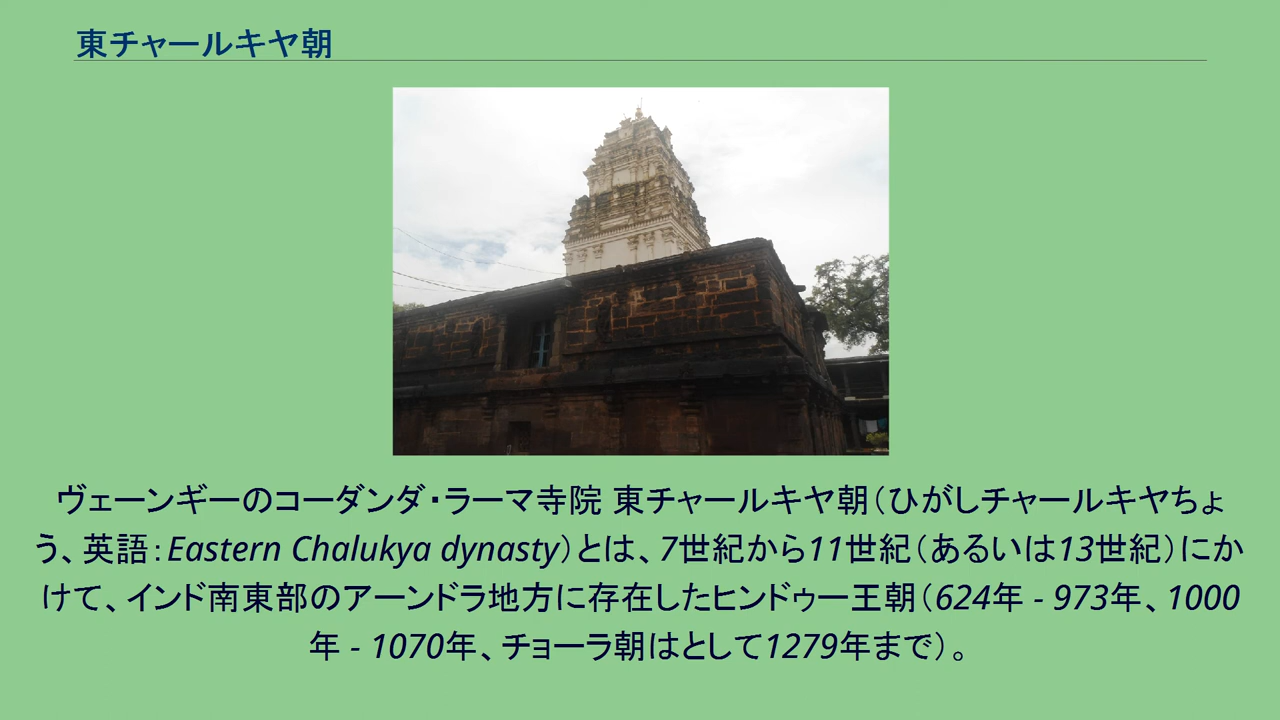 東チャールキヤ朝
ヴェーンギーのコーダンダ・ラーマ寺院 東チャールキヤ朝（ひがしチャールキヤちょ
う、英語：Eastern Chalukya dynasty）とは、7世紀から11世紀（あるいは13世紀）にか
けて、インド南東部のアーンドラ地方に存在したヒンドゥー王朝（624年 - 973年、1000
年 - 1070年、チョーラ朝はとして1279年まで）。